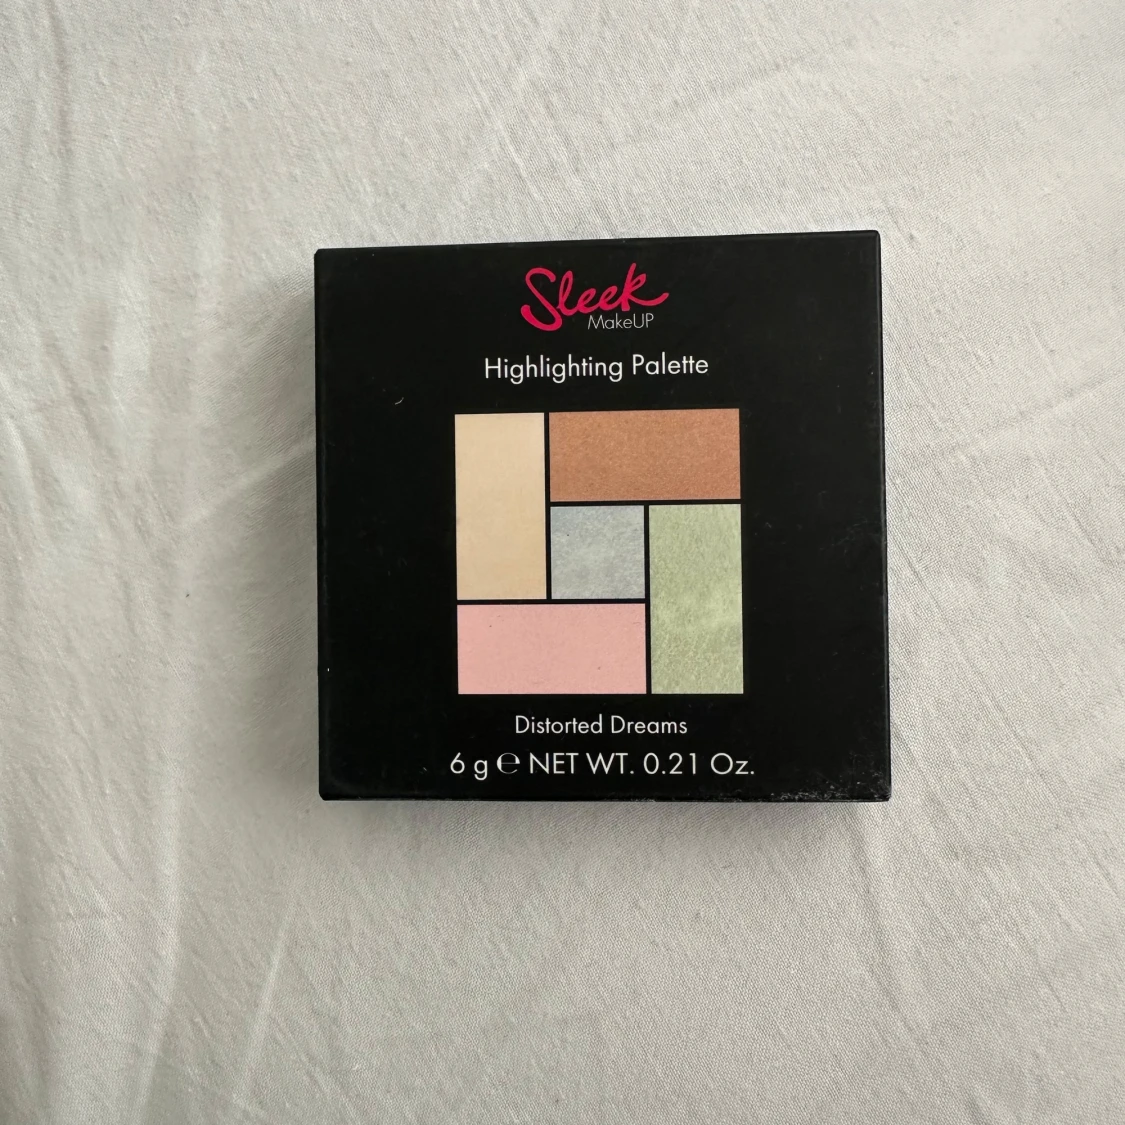 Sleek
MakeUP
Highlighting Palette
Distorted Dreams
6 g ℮ NET WT. 0.21 Oz.